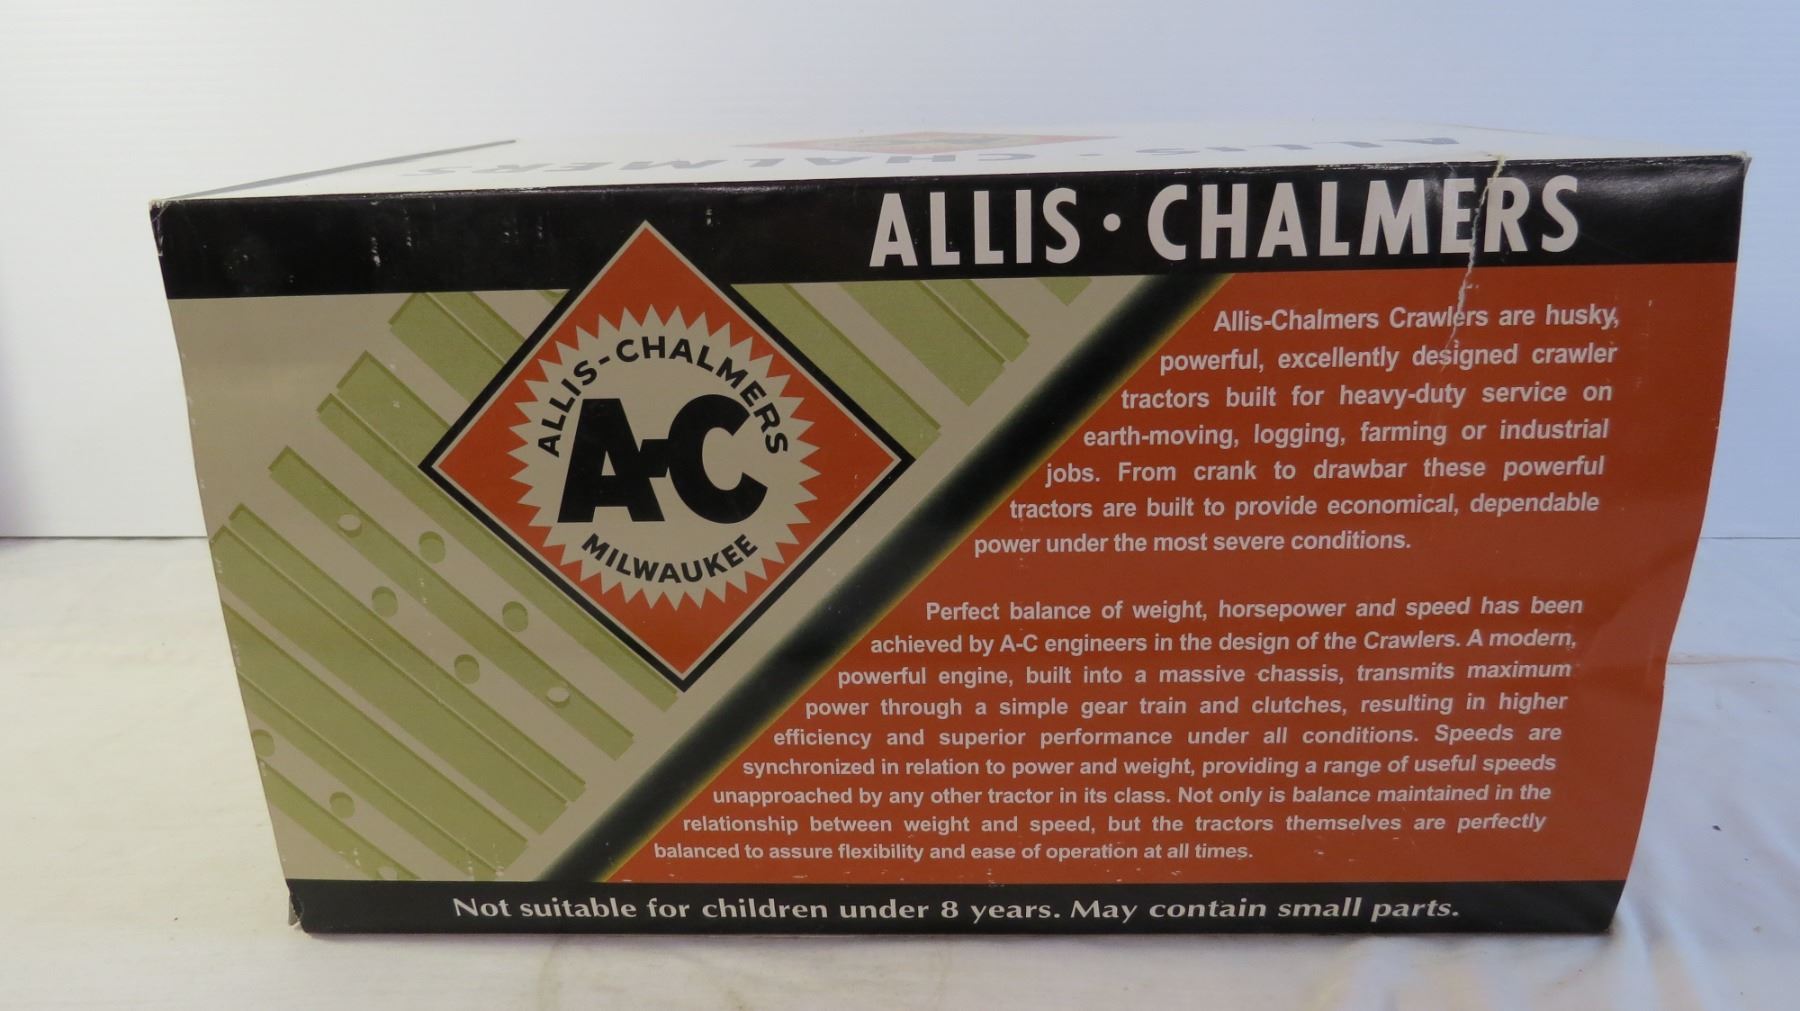 ALLIS · CHALMERS
ALLIS · CHALMERS
ALLIS-CHALMERS
A-C
MILWAUKEE
Allis-Chalmers Crawlers are husky,
powerful, excellently designed crawler
tractors built for heavy-duty service on
earth-moving, logging, farming or industrial
jobs. From crank to drawbar these powerful
tractors are built to provide economical, dependable
power under the most severe conditions.
Perfect balance of weight, horsepower and speed has been
achieved by A-C engineers in the design of the Crawlers. A modern,
powerful engine, built into a massive chassis, transmits maximum
power through a simple gear train and clutches, resulting in higher
efficiency and superior performance under all conditions. Speeds are
synchronized in relation to power and weight, providing a range of useful speeds
unapproached by any other tractor in its class. Not only is balance maintained in the
relationship between weight and speed, but the tractors themselves are perfectly
balanced to assure flexibility and ease of operation at all times.
Not suitable for children under 8 years. May contain small parts.